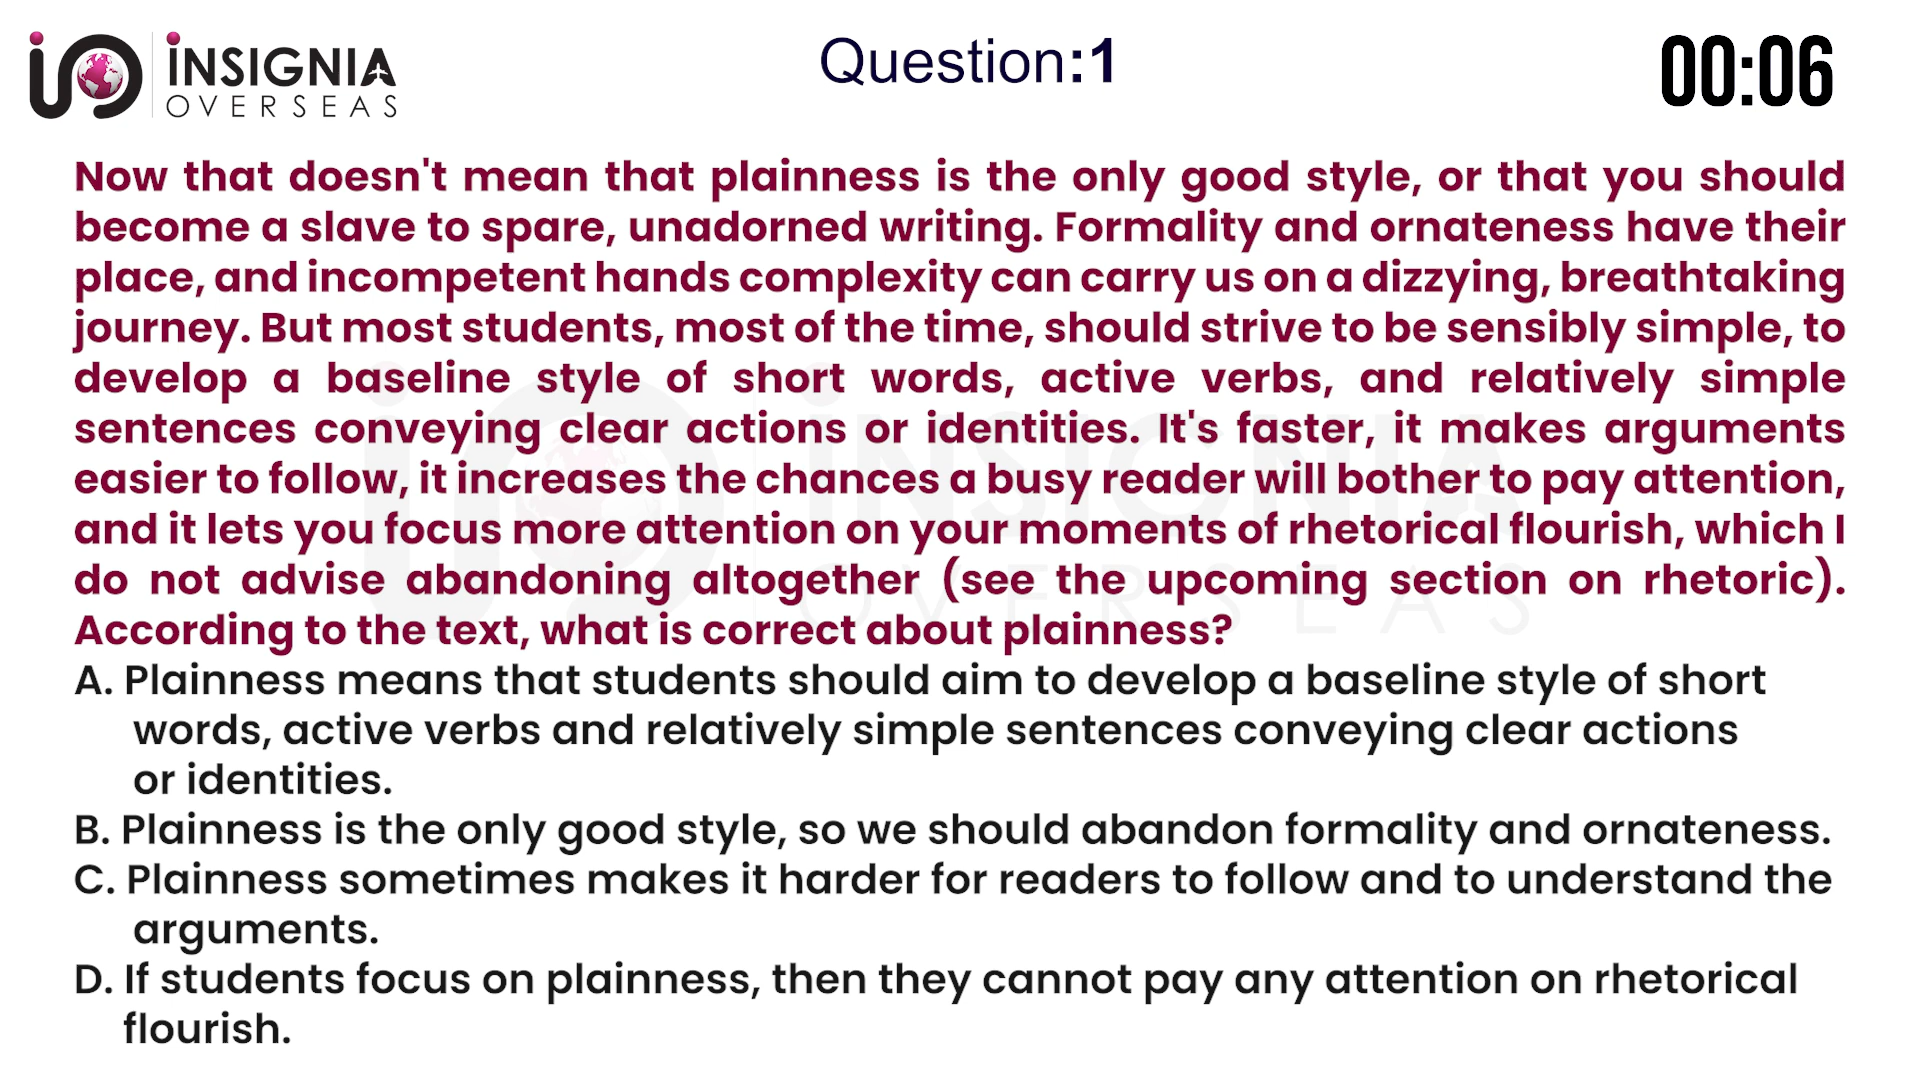 INSIGNIA
OVERSEAS
Question:1
00:06
Now that doesn't mean that plainness is the only good style, or that you should
become a slave to spare, unadorned writing. Formality and ornateness have their
place, and incompetent hands complexity can carry us on a dizzying, breathtaking
journey. But most students, most of the time, should strive to be sensibly simple, to
develop a baseline style of short words, active verbs, and relatively simple
sentences conveying clear actions or identities. It's faster, it makes arguments
easier to follow, it increases the chances a busy reader will bother to pay attention,
and it lets you focus more attention on your moments of rhetorical flourish, which I
do not advise abandoning altogether (see the upcoming section on rhetoric).
According to the text, what is correct about plainness?
A. Plainness means that students should aim to develop a baseline style of short
words, active verbs and relatively simple sentences conveying clear actions
or identities.
B. Plainness is the only good style, so we should abandon formality and ornateness.
C. Plainness sometimes makes it harder for readers to follow and to understand the
arguments.
D. If students focus on plainness, then they cannot pay any attention on rhetorical
flourish.